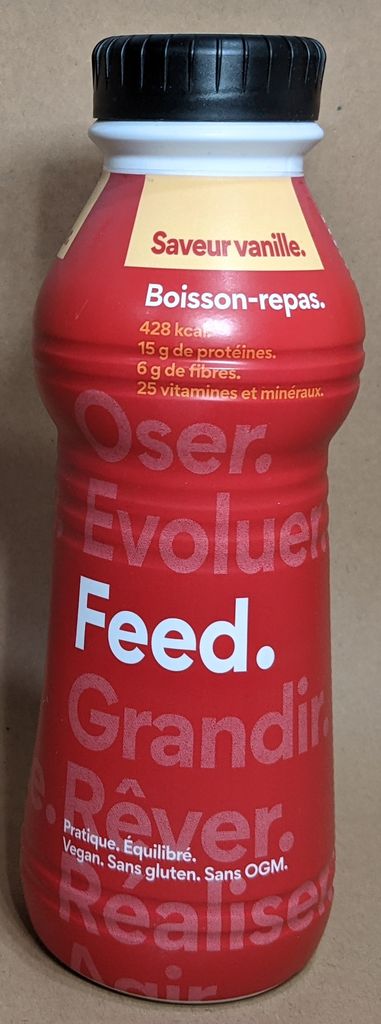 Saveur vanille.
Boisson-repas.
428 kcal.
15 g de protéines.
6 g de fibres.
25 vitamines et minéraux.
Oser.
Evoluer.
Feed.
Grandir.
Rêver.
Pratique. Équilibré.
Vegan. Sans gluten. Sans OGM.
Réaliser
Agir